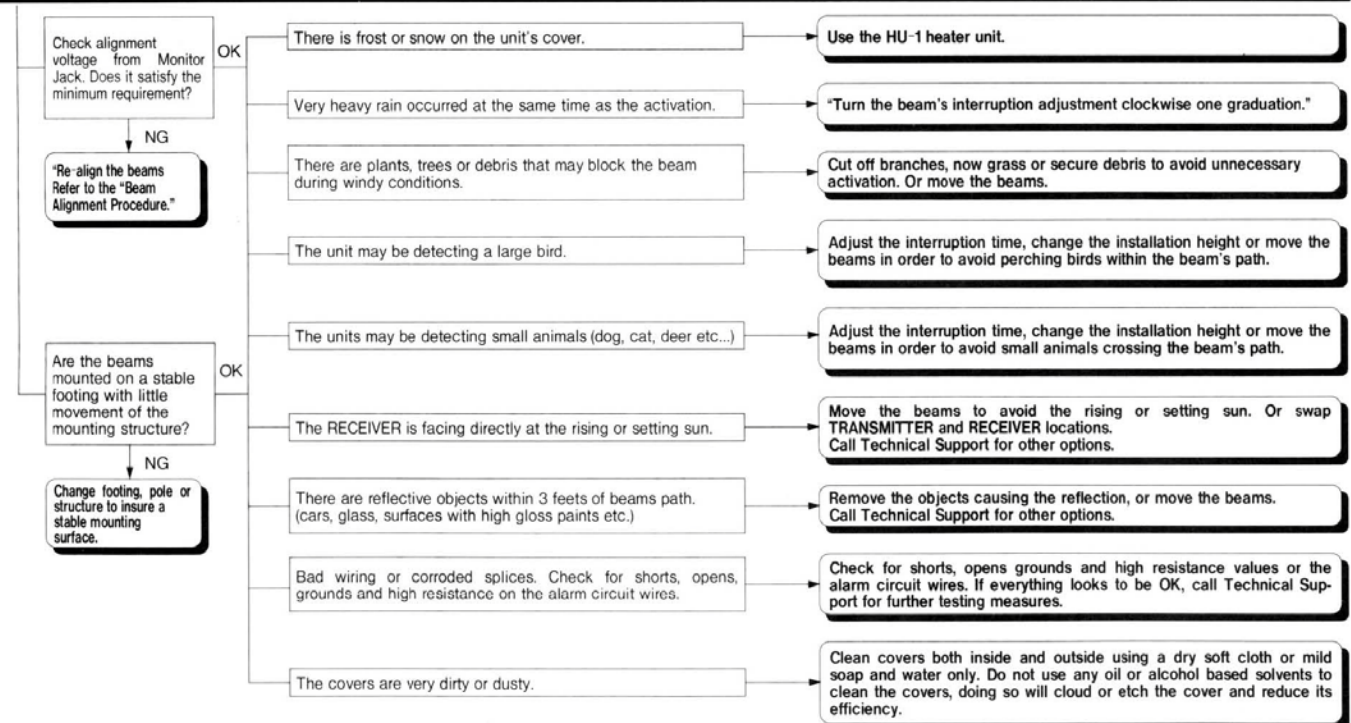 Check alignment
voltage from Monitor
Jack. Does it satisfy the
minimum requirement?
OK
NG
"Re-align the beams
Refer to the "Beam
Alignment Procedure."
There is frost or snow on the unit's cover.
Use the HU-1 heater unit.
Very heavy rain occurred at the same time as the activation.
"Turn the beam's interruption adjustment clockwise one graduation."
There are plants, trees or debris that may block the beam
during windy conditions.
Cut off branches, now grass or secure debris to avoid unnecessary
activation. Or move the beams.
The unit may be detecting a large bird.
Adjust the interruption time, change the installation height or move the
beams in order to avoid perching birds within the beam's path.
Are the beams
mounted on a stable
footing with little
movement of the
mounting structure?
OK
NG
Change footing, pole or
structure to insure a
stable mounting
surface.
The units may be detecting small animals (dog, cat, deer etc...)
Adjust the interruption time, change the installation height or move the
beams in order to avoid small animals crossing the beam's path.
The RECEIVER is facing directly at the rising or setting sun.
Move the beams to avoid the rising or setting sun. Or swap
TRANSMITTER and RECEIVER locations.
Call Technical Support for other options.
There are reflective objects within 3 feets of beams path.
(cars, glass, surfaces with high gloss paints etc.)
Remove the objects causing the reflection, or move the beams.
Call Technical Support for other options.
Bad wiring or corroded splices. Check for shorts, opens,
grounds and high resistance on the alarm circuit wires.
Check for shorts, opens grounds and high resistance values or the
alarm circuit wires. If everything looks to be OK, call Technical Sup-
port for further testing measures.
The covers are very dirty or dusty.
Clean covers both inside and outside using a dry soft cloth or mild
soap and water only. Do not use any oil or alcohol based solvents to
clean the covers, doing so will cloud or etch the cover and reduce its
efficiency.